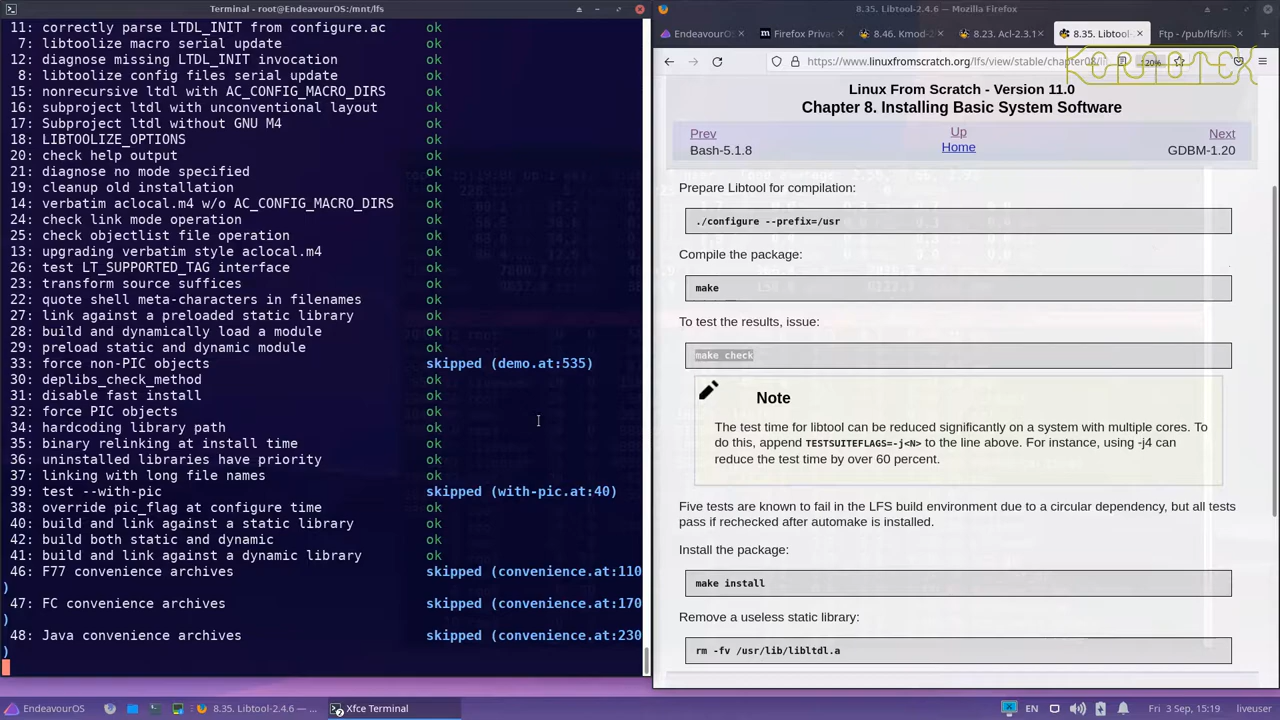 Terminal - root@EndeavourOS:/mnt/lfs
11: correctly parse LTDL_INIT from configure.ac ok
7: libtoolize macro serial update ok
12: diagnose missing LTDL_INIT invocation ok
8: libtoolize config files serial update ok
15: nonrecursive ltdl with AC_CONFIG_MACRO_DIRS ok
16: subproject ltdl with unconventional layout ok
17: Subproject ltdl without GNU M4 ok
18: LIBTOOLIZE_OPTIONS ok
20: check help output ok
21: diagnose no mode specified ok
19: cleanup old installation ok
14: verbatim aclocal.m4 w/o AC_CONFIG_MACRO_DIRS ok
24: check link mode operation ok
25: check objectlist file operation ok
13: upgrading verbatim style aclocal.m4 ok
26: test LT_SUPPORTED_TAG interface ok
23: transform source suffices ok
22: quote shell meta-characters in filenames ok
27: link against a preloaded static library ok
28: build and dynamically load a module ok
29: preload static and dynamic module ok
33: force non-PIC objects skipped (demo.at:535)
30: deplibs_check_method ok
31: disable fast install ok
32: force PIC objects ok
34: hardcoding library path ok
35: binary relinking at install time ok
36: uninstalled libraries have priority ok
37: linking with long file names ok
39: test --with-pic skipped (with-pic.at:40)
38: override pic_flag at configure time ok
40: build and link against a static library ok
42: build both static and dynamic ok
41: build and link against a dynamic library ok
46: F77 convenience archives skipped (convenience.at:110
)
47: FC convenience archives skipped (convenience.at:170
)
48: Java convenience archives skipped (convenience.at:230
)
8.35. Libtool-2.4.6 — Mozilla Firefox
EndeavourOS
Firefox Privac
8.46. Kmod-2
8.23. Acl-2.3.1
8.35. Libtool-
Ftp - /pub/lfs/lfs
https://www.linuxfromscratch.org/lfs/view/stable/chapter08/
120%
KCROTEX
Linux From Scratch - Version 11.0
Chapter 8. Installing Basic System Software
Prev Up Next
Bash-5.1.8 Home GDBM-1.20
Prepare Libtool for compilation:
./configure --prefix=/usr
Compile the package:
make
To test the results, issue:
make check
Note
The test time for libtool can be reduced significantly on a system with multiple cores. To
do this, append TESTSUITEFLAGS=-j<N> to the line above. For instance, using -j4 can
reduce the test time by over 60 percent.
Five tests are known to fail in the LFS build environment due to a circular dependency, but all tests
pass if rechecked after automake is installed.
Install the package:
make install
Remove a useless static library:
rm -fv /usr/lib/libltdl.a
EndeavourOS
8.35. Libtool-2.4.6 — ...
Xfce Terminal
EN
Fri 3 Sep, 15:19 liveuser